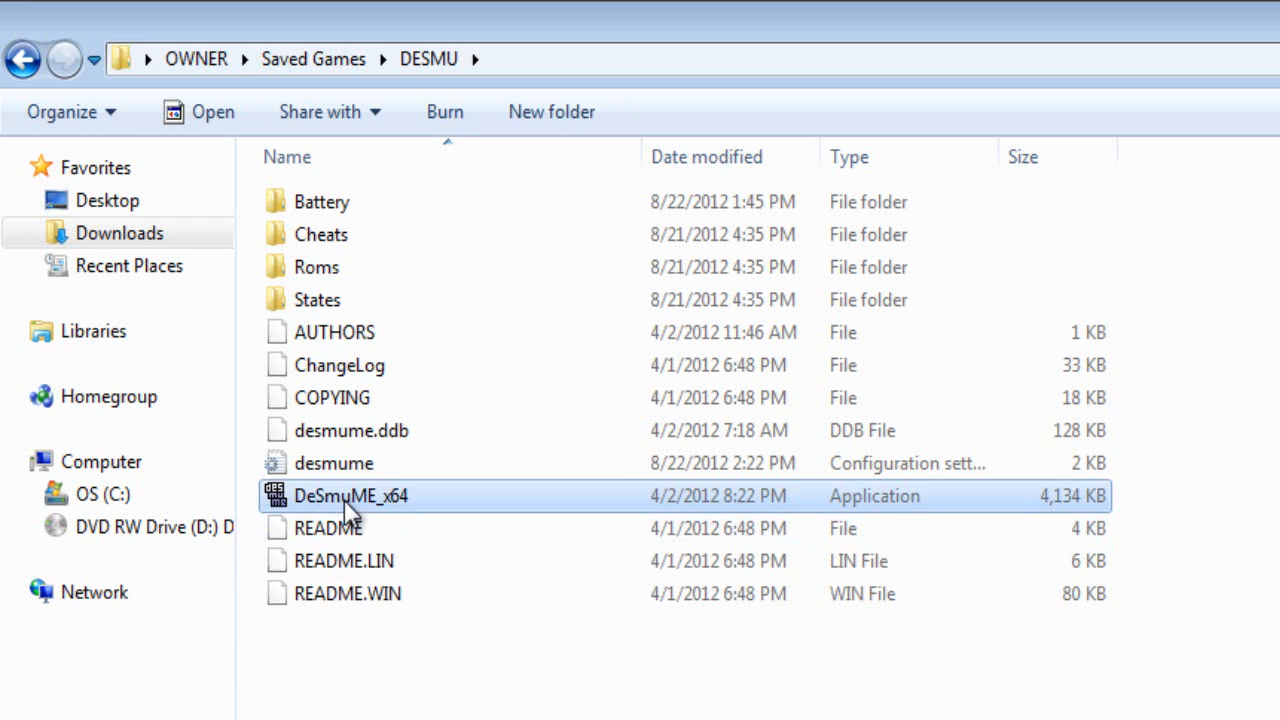 OWNER Saved Games DESMU
Organize Open Share with Burn New folder
Name Date modified Type Size
Favorites
Desktop
Downloads
Recent Places
Libraries
Homegroup
Computer
OS (C:)
DVD RW Drive (D:) D
Network
Battery 8/22/2012 1:45 PM File folder
Cheats 8/21/2012 4:35 PM File folder
Roms 8/21/2012 4:35 PM File folder
States 8/21/2012 4:35 PM File folder
AUTHORS 4/2/2012 11:46 AM File 1 KB
ChangeLog 4/1/2012 6:48 PM File 33 KB
COPYING 4/1/2012 6:48 PM File 18 KB
desmume.ddb 4/2/2012 7:18 AM DDB File 128 KB
desmume 8/22/2012 2:22 PM Configuration sett... 2 KB
DeSmuME_x64 4/2/2012 8:22 PM Application 4,134 KB
README 4/1/2012 6:48 PM File 4 KB
README.LIN 4/1/2012 6:48 PM LIN File 6 KB
README.WIN 4/1/2012 6:48 PM WIN File 80 KB